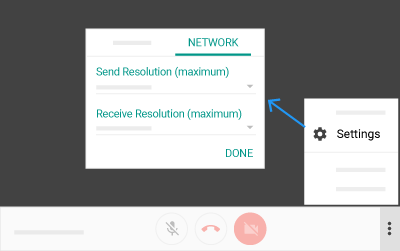 NETWORK
Send Resolution (maximum)
Receive Resolution (maximum)
DONE
Settings